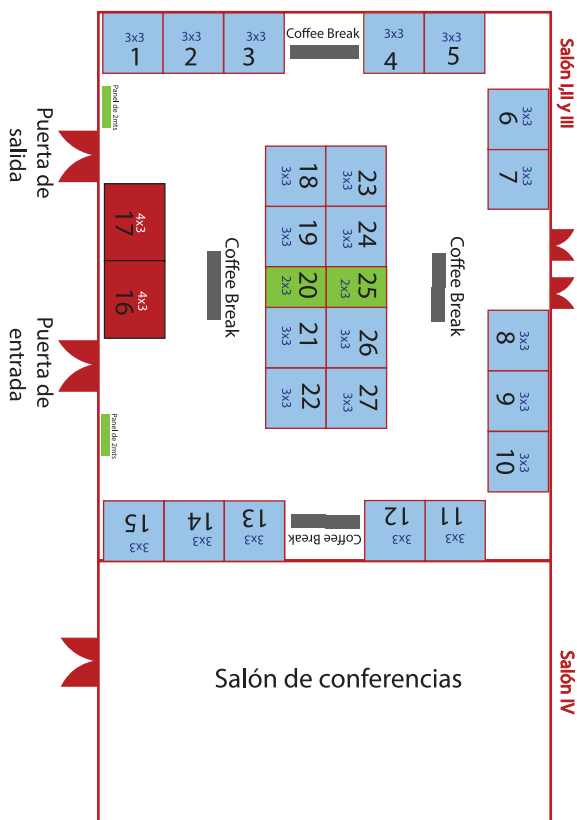 3x3
1
3x3
2
3x3
3
Coffee Break
3x3
4
3x3
5
Salón I,II y III
Panel de 2mts
Puerta de
salida
3x3
6
3x3
7
4x3
17
4x3
16
Coffee Break
18
3x3
23
3x3
19
3x3
24
3x3
20
2x3
25
2x3
21
3x3
26
3x3
22
3x3
27
3x3
Coffee Break
Puerta de
entrada
3x3
8
3x3
9
3x3
10
Panel de 2mts
15
3x3
14
3x3
13
3x3
Coffee Break
12
3x3
11
3x3
Salón de conferencias
Salón IV